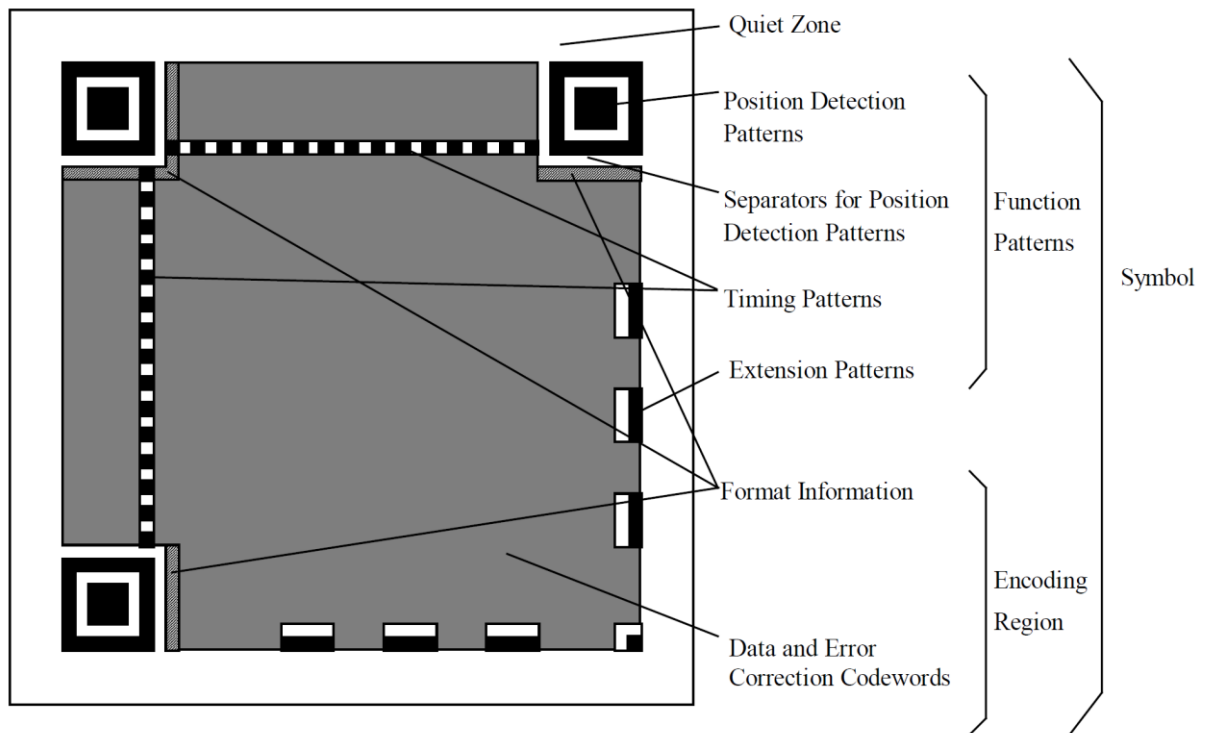 Quiet Zone
Position Detection
Patterns
Separators for Position
Detection Patterns
Function
Patterns
Symbol
Timing Patterns
Extension Patterns
Format Information
Encoding
Region
Data and Error
Correction Codewords